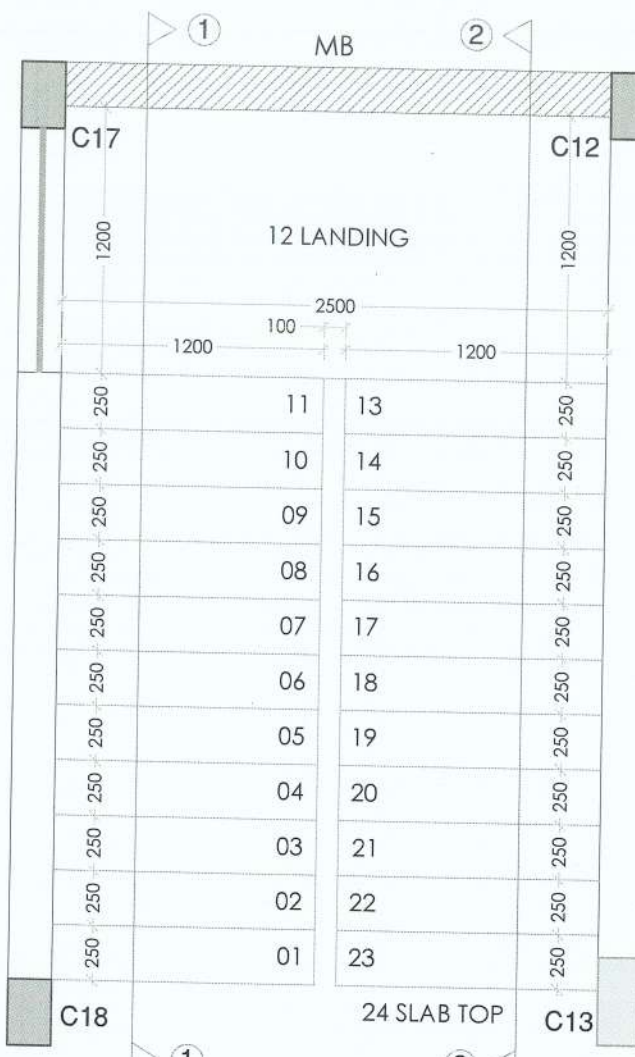 1 MB 2
C17 C12
1200 12 LANDING 1200
2500
100
1200 1200
250 11 13 250
250 10 14 250
250 09 15 250
250 08 16 250
250 07 17 250
250 06 18 250
250 05 19 250
250 04 20 250
250 03 21 250
250 02 22 250
250 01 23 250
C18 24 SLAB TOP C13
1